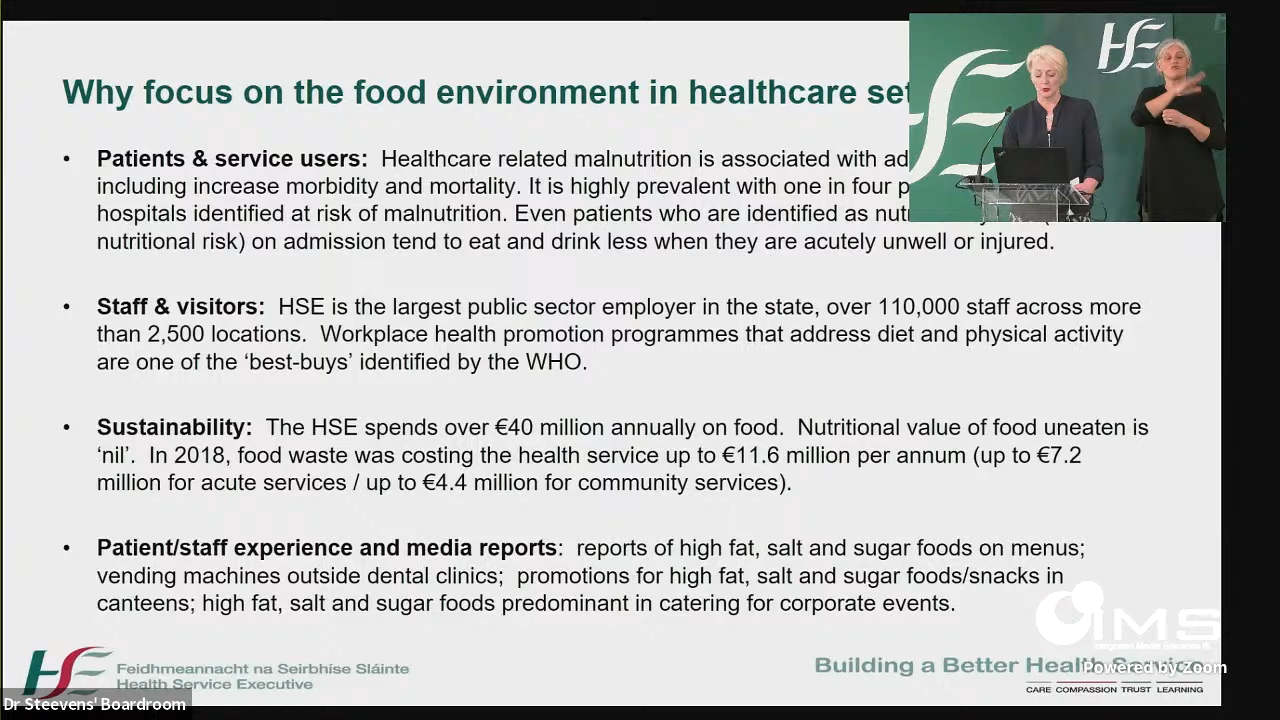 Why focus on the food environment in healthcare set
• Patients & service users: Healthcare related malnutrition is associated with ad
including increase morbidity and mortality. It is highly prevalent with one in four p
hospitals identified at risk of malnutrition. Even patients who are identified as nut
nutritional risk) on admission tend to eat and drink less when they are acutely unwell or injured.
• Staff & visitors: HSE is the largest public sector employer in the state, over 110,000 staff across more
than 2,500 locations. Workplace health promotion programmes that address diet and physical activity
are one of the ‘best-buys’ identified by the WHO.
• Sustainability: The HSE spends over €40 million annually on food. Nutritional value of food uneaten is
‘nil’. In 2018, food waste was costing the health service up to €11.6 million per annum (up to €7.2
million for acute services / up to €4.4 million for community services).
• Patient/staff experience and media reports: reports of high fat, salt and sugar foods on menus;
vending machines outside dental clinics; promotions for high fat, salt and sugar foods/snacks in
canteens; high fat, salt and sugar foods predominant in catering for corporate events.
HSE
iMS
Feidhmeannacht na Seirbhíse Sláinte
Health Service Executive
Building a Better Health
Powered by Zoom
CARE COMPASSION TRUST LEARNING
Dr Steevens' Boardroom